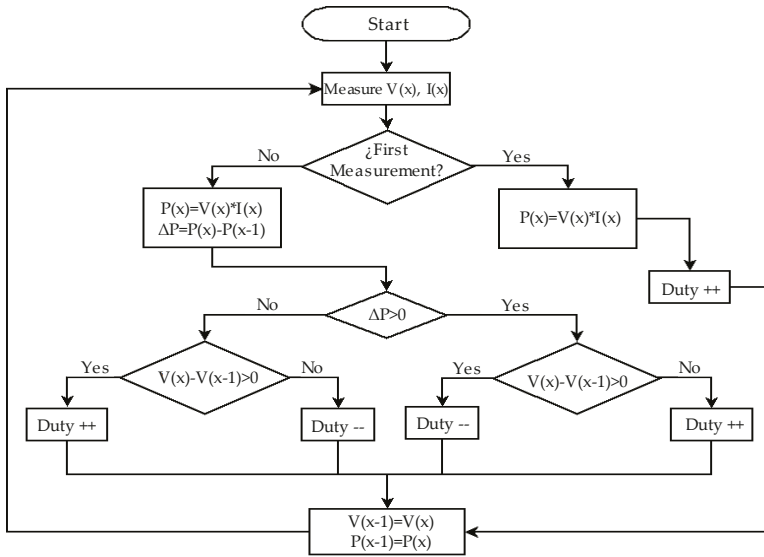 Start
Measure V(x), I(x)
¿First
Measurement?
No
Yes
P(x)=V(x)*I(x)
ΔP=P(x)-P(x-1)
P(x)=V(x)*I(x)
Duty ++
ΔP>0
No
Yes
V(x)-V(x-1)>0
Yes
No
V(x)-V(x-1)>0
Yes
No
Duty ++
Duty --
Duty --
Duty ++
V(x-1)=V(x)
P(x-1)=P(x)